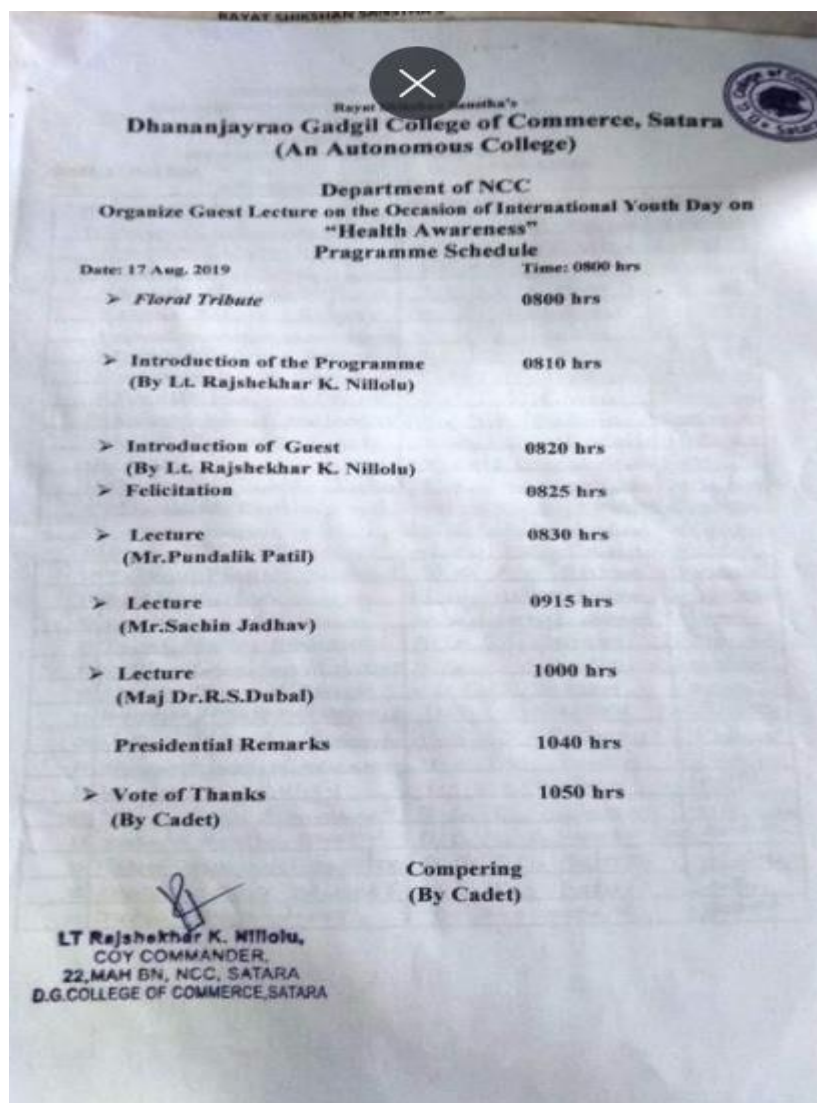 RAYAT SHIKSHAN SANSTHA'S
Rayat Sanstha's
Dhananjayrao Gadgil College of Commerce, Satara
(An Autonomous College)
Department of NCC
Organize Guest Lecture on the Occasion of International Youth Day on
“Health Awareness”
Pragramme Schedule
Date: 17 Aug. 2019 Time: 0800 hrs
➢ Floral Tribute 0800 hrs
➢ Introduction of the Programme 0810 hrs
(By Lt. Rajshekhar K. Nillolu)
➢ Introduction of Guest 0820 hrs
(By Lt. Rajshekhar K. Nillolu)
➢ Felicitation 0825 hrs
➢ Lecture 0830 hrs
(Mr.Pundalik Patil)
➢ Lecture 0915 hrs
(Mr.Sachin Jadhav)
➢ Lecture 1000 hrs
(Maj Dr.R.S.Dubal)
Presidential Remarks 1040 hrs
➢ Vote of Thanks 1050 hrs
(By Cadet)
Compering
(By Cadet)
LT Rajshekhar K. Nillolu,
COY COMMANDER,
22,MAH BN, NCC, SATARA
D.G.COLLEGE OF COMMERCE,SATARA